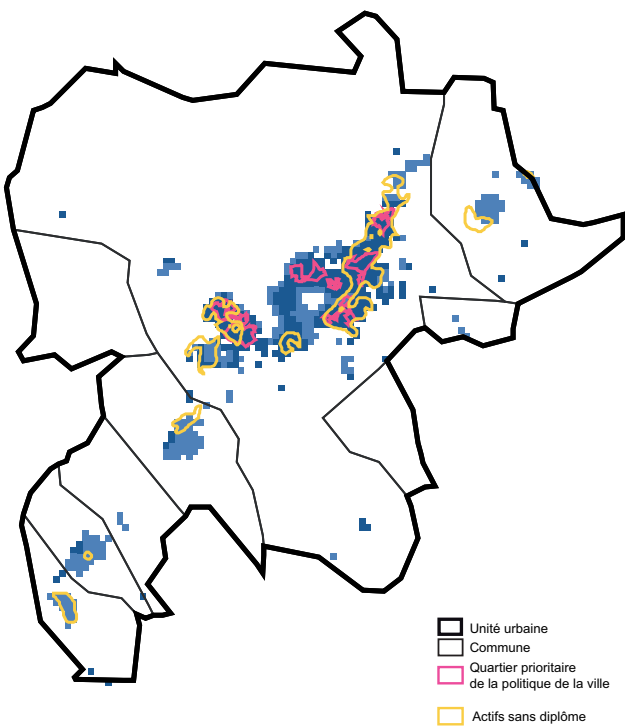 Unité urbaine
Commune
Quartier prioritaire
de la politique de la ville
Actifs sans diplôme